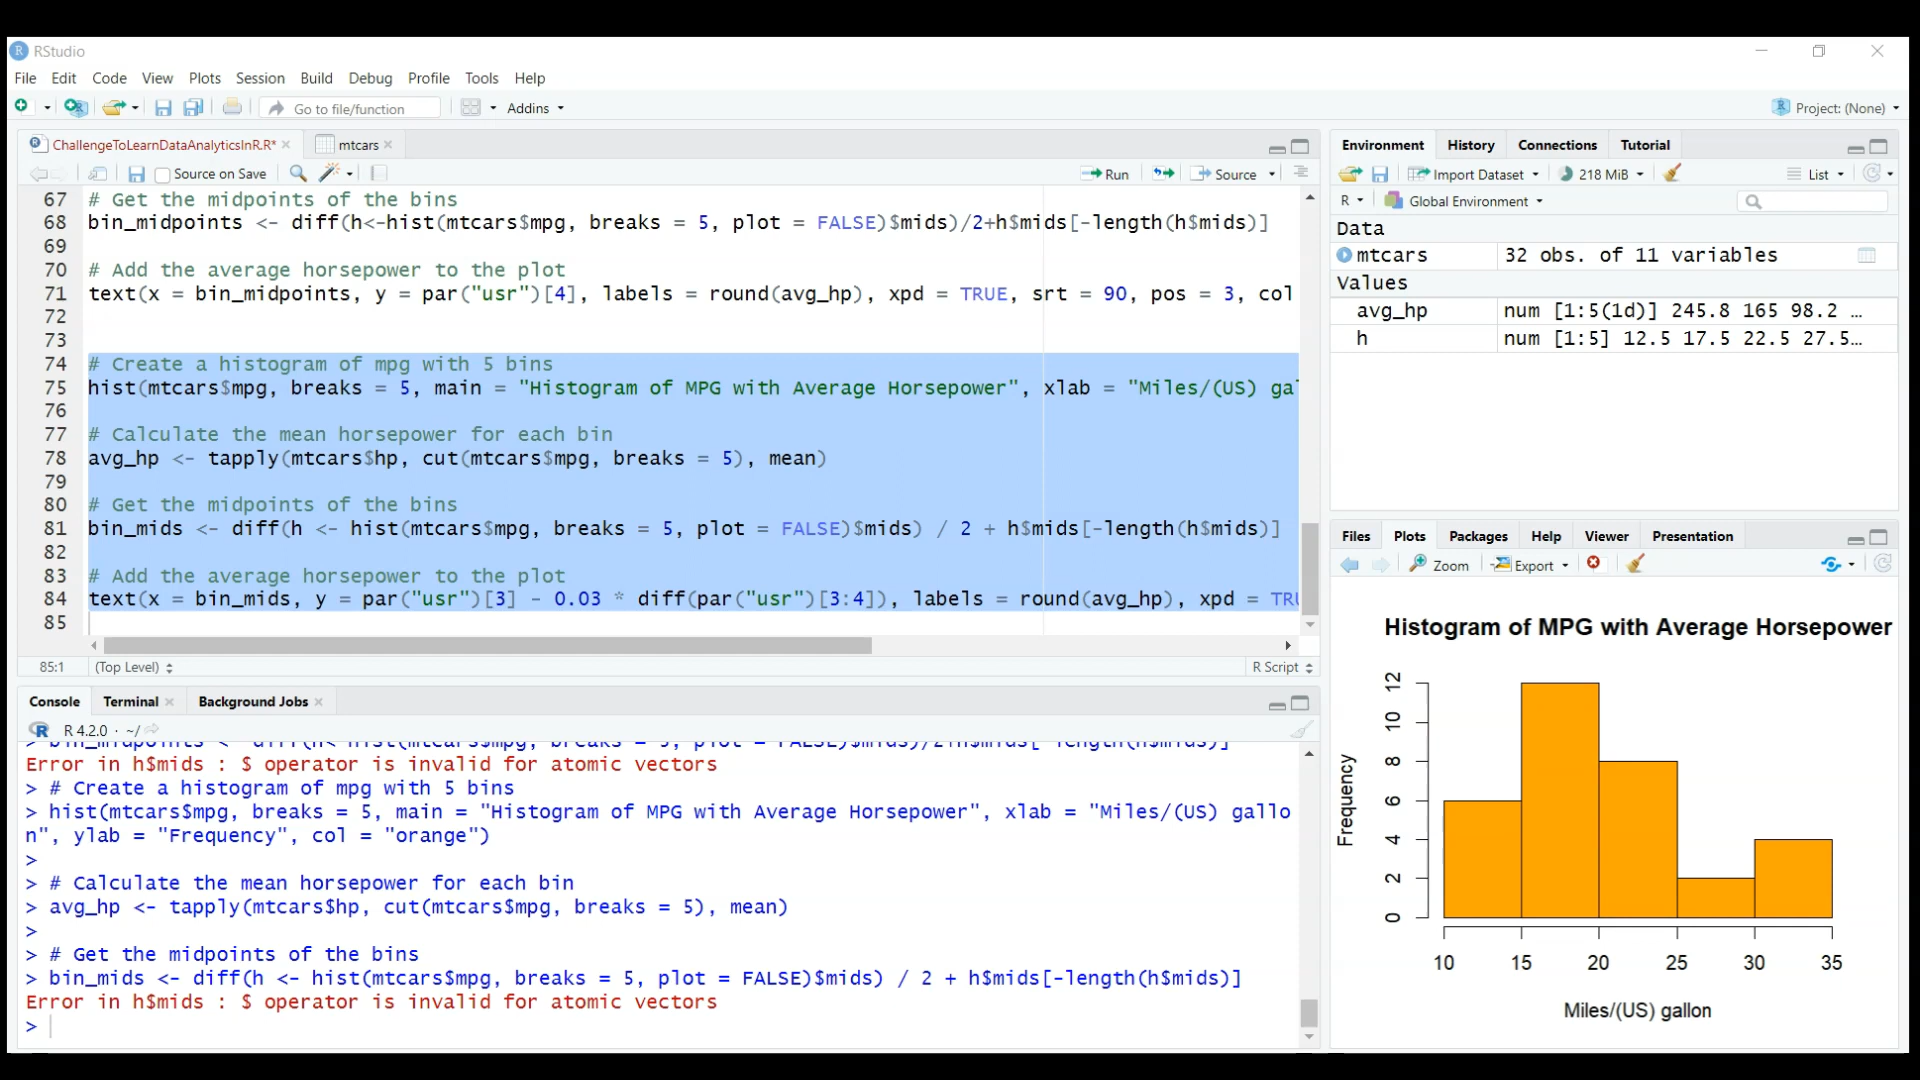 RStudio
File Edit Code View Plots Session Build Debug Profile Tools Help
Go to file/function Addins Project: (None)
ChallengeToLearnDataAnalyticsInR.R* mtcars
Source on Save Run Source
67 # Get the midpoints of the bins
68 bin_midpoints <- diff(h<-hist(mtcars$mpg, breaks = 5, plot = FALSE)$mids)/2+h$mids[-length(h$mids)]
69
70 # Add the average horsepower to the plot
71 text(x = bin_midpoints, y = par("usr")[4], labels = round(avg_hp), xpd = TRUE, srt = 90, pos = 3, col
72
73
74 # Create a histogram of mpg with 5 bins
75 hist(mtcars$mpg, breaks = 5, main = "Histogram of MPG with Average Horsepower", xlab = "Miles/(US) gal
76
77 # Calculate the mean horsepower for each bin
78 avg_hp <- tapply(mtcars$hp, cut(mtcars$mpg, breaks = 5), mean)
79
80 # Get the midpoints of the bins
81 bin_mids <- diff(h <- hist(mtcars$mpg, breaks = 5, plot = FALSE)$mids) / 2 + h$mids[-length(h$mids)]
82
83 # Add the average horsepower to the plot
84 text(x = bin_mids, y = par("usr")[3] - 0.03 * diff(par("usr")[3:4]), labels = round(avg_hp), xpd = TRU
85
85:1 (Top Level) R Script
Console Terminal Background Jobs
R 4.2.0 · ~/
> bin_midpoints <- diff(h<-hist(mtcars$mpg, breaks = 5, plot = FALSE)$mids)/2+h$mids[-length(h$mids)]
Error in h$mids : $ operator is invalid for atomic vectors
> # Create a histogram of mpg with 5 bins
> hist(mtcars$mpg, breaks = 5, main = "Histogram of MPG with Average Horsepower", xlab = "Miles/(US) gallo
n", ylab = "Frequency", col = "orange")
>
> # Calculate the mean horsepower for each bin
> avg_hp <- tapply(mtcars$hp, cut(mtcars$mpg, breaks = 5), mean)
>
> # Get the midpoints of the bins
> bin_mids <- diff(h <- hist(mtcars$mpg, breaks = 5, plot = FALSE)$mids) / 2 + h$mids[-length(h$mids)]
Error in h$mids : $ operator is invalid for atomic vectors
>
Environment History Connections Tutorial
Import Dataset 218 MiB List
R Global Environment
Data
mtcars 32 obs. of 11 variables
Values
avg_hp num [1:5(1d)] 245.8 165 98.2 ...
h num [1:5] 12.5 17.5 22.5 27.5...
Files Plots Packages Help Viewer Presentation
Zoom Export
Histogram of MPG with Average Horsepower
Frequency
12
10
8
6
4
2
0
10 15 20 25 30 35
Miles/(US) gallon